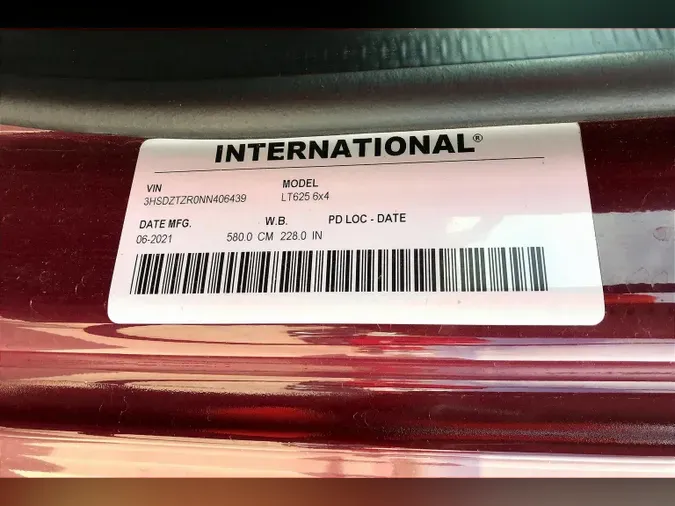 INTERNATIONAL®
VIN MODEL
3HSDZTZR0NN406439 LT625 6x4
DATE MFG. W.B. PD LOC - DATE
06-2021 580.0 CM 228.0 IN